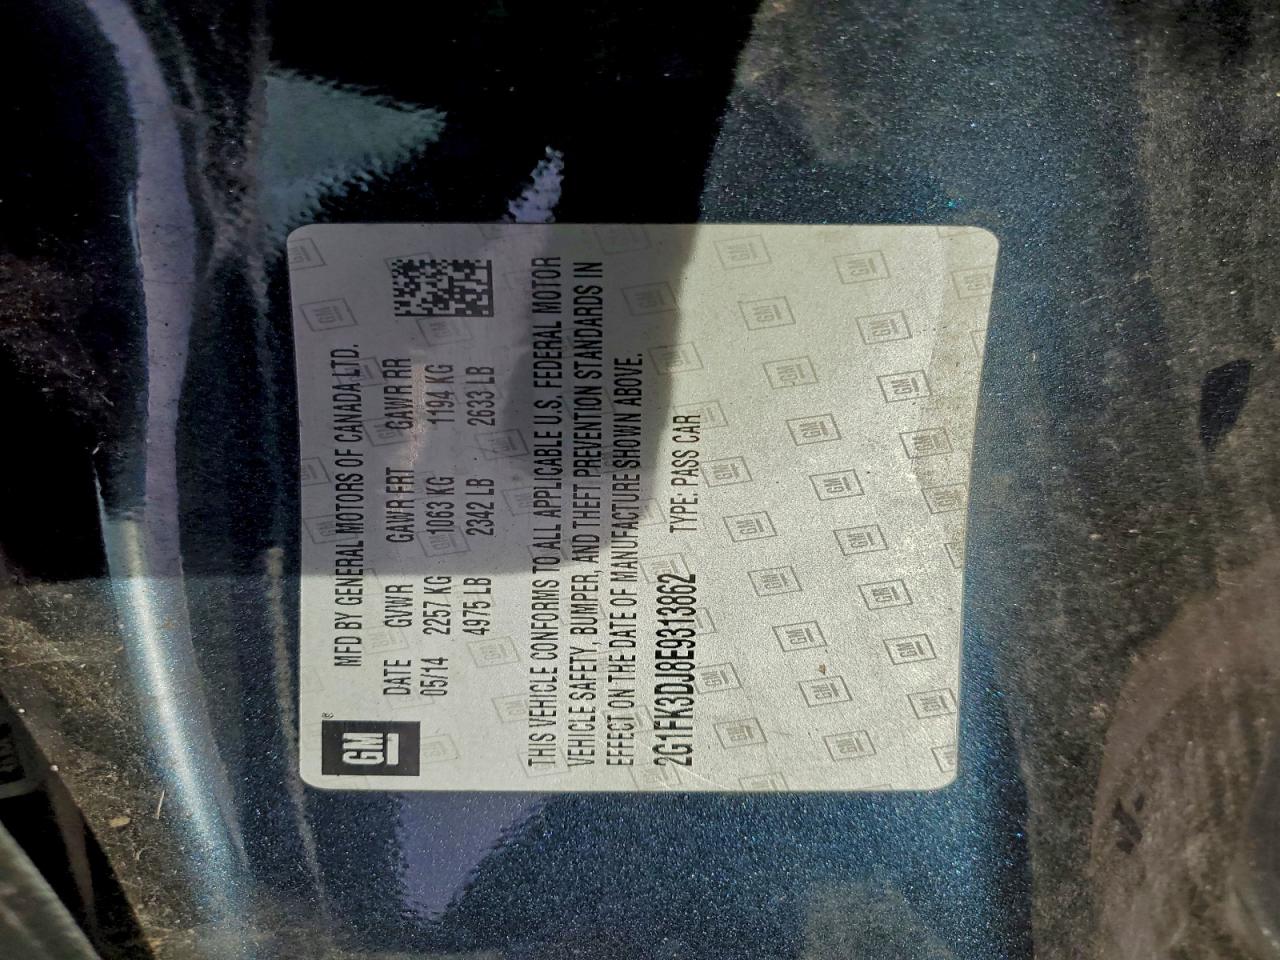 GM ®
MFD BY GENERAL MOTORS OF CANADA LTD.
DATE GVWR GAWR FRT GAWR RR
05/14 2257 KG 1063 KG 1194 KG
4975 LB 2342 LB 2633 LB
THIS VEHICLE CONFORMS TO ALL APPLICABLE U.S. FEDERAL MOTOR
VEHICLE SAFETY, BUMPER, AND THEFT PREVENTION STANDARDS IN
EFFECT ON THE DATE OF MANUFACTURE SHOWN ABOVE.
2G1FK3DJ8E9313862 TYPE: PASS CAR